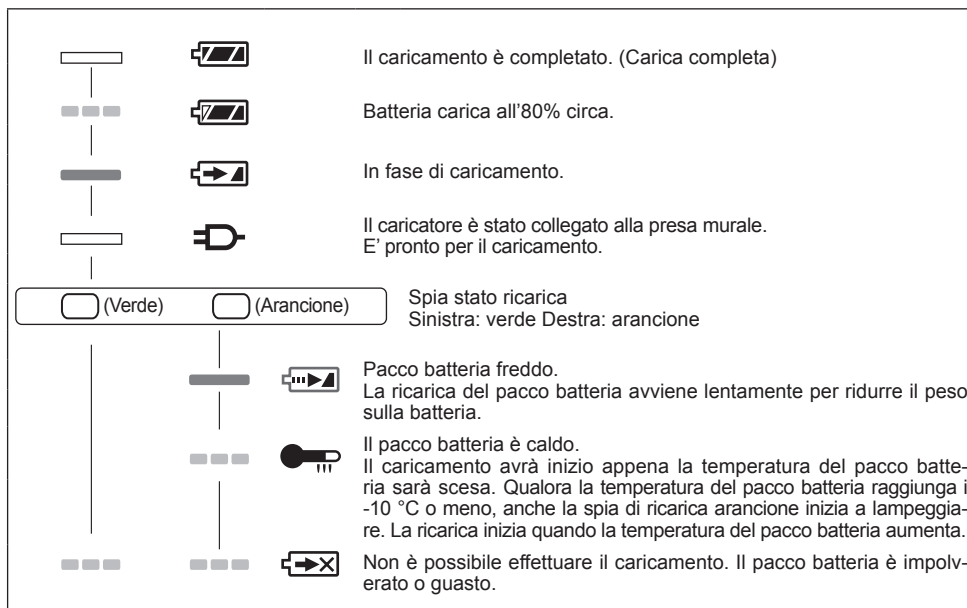 Il caricamento è completato. (Carica completa)
Batteria carica all'80% circa.
In fase di caricamento.
Il caricatore è stato collegato alla presa murale.
E' pronto per il caricamento.
(Verde) (Arancione)
Spia stato ricarica
Sinistra: verde Destra: arancione
Pacco batteria freddo.
La ricarica del pacco batteria avviene lentamente per ridurre il peso
sulla batteria.
Il pacco batteria è caldo.
Il caricamento avrà inizio appena la temperatura del pacco batte-
ria sarà scesa. Qualora la temperatura del pacco batteria raggiunga i
-10 °C o meno, anche la spia di ricarica arancione inizia a lampeggia-
re. La ricarica inizia quando la temperatura del pacco batteria aumenta.
Non è possibile effettuare il caricamento. Il pacco batteria è impolv-
erato o guasto.